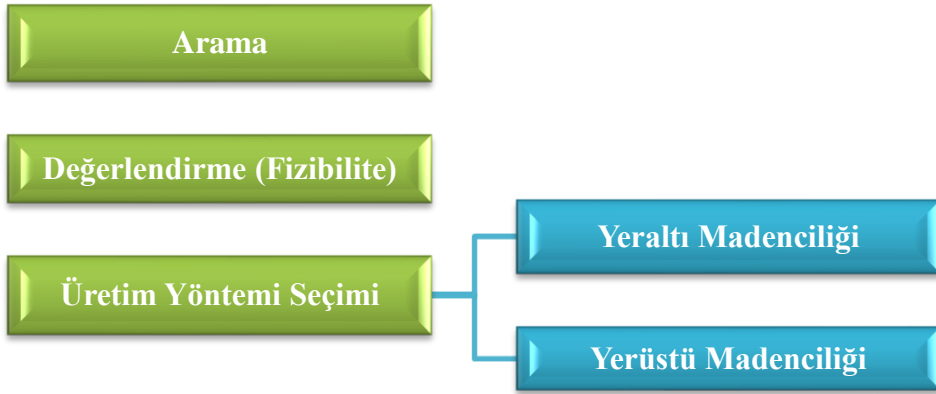 Arama
Değerlendirme (Fizibilite)
Üretim Yöntemi Seçimi
Yeraltı Madenciliği
Yerüstü Madenciliği